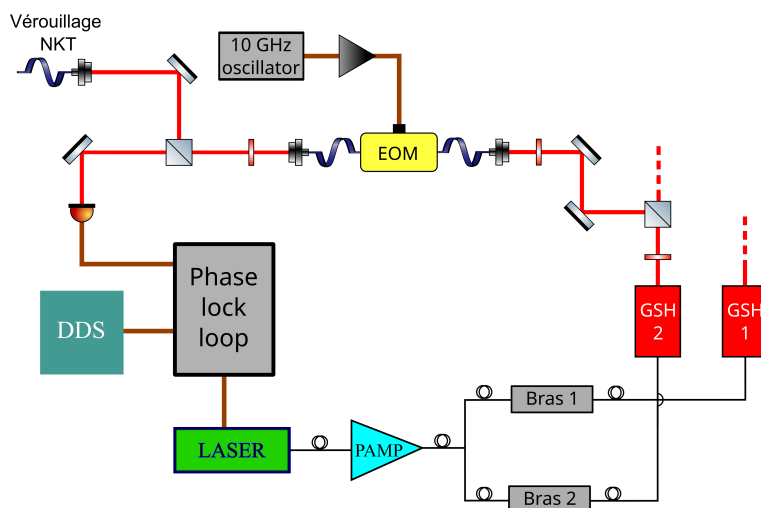 Vérouillage
NKT
10 GHz
oscillator
EOM
Phase
lock
loop
DDS
GSH
2
GSH
1
Bras 1
LASER
PAMP
Bras 2